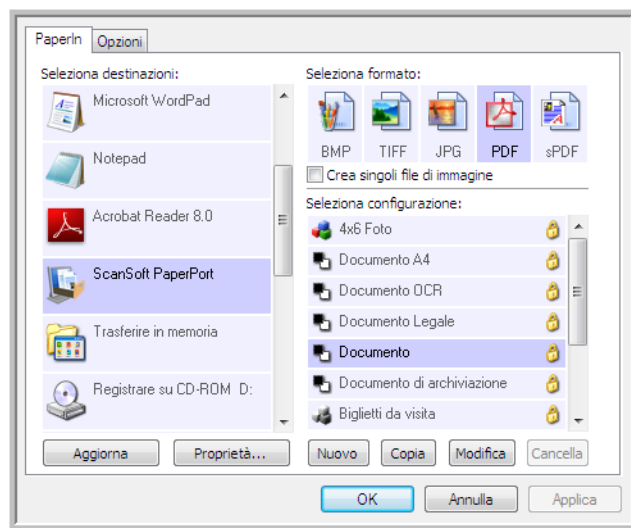 PaperIn
Opzioni
Seleziona destinazioni:
Microsoft WordPad
Notepad
Acrobat Reader 8.0
ScanSoft PaperPort
Trasferire in memoria
Registrare su CD-ROM D:
Aggiorna
Proprietà...
Seleziona formato:
BMP TIFF JPG PDF sPDF
Crea singoli file di immagine
Seleziona configurazione:
4x6 Foto
Documento A4
Documento OCR
Documento Legale
Documento
Documento di archiviazione
Biglietti da visita
Nuovo Copia Modifica Cancella
OK Annulla Applica